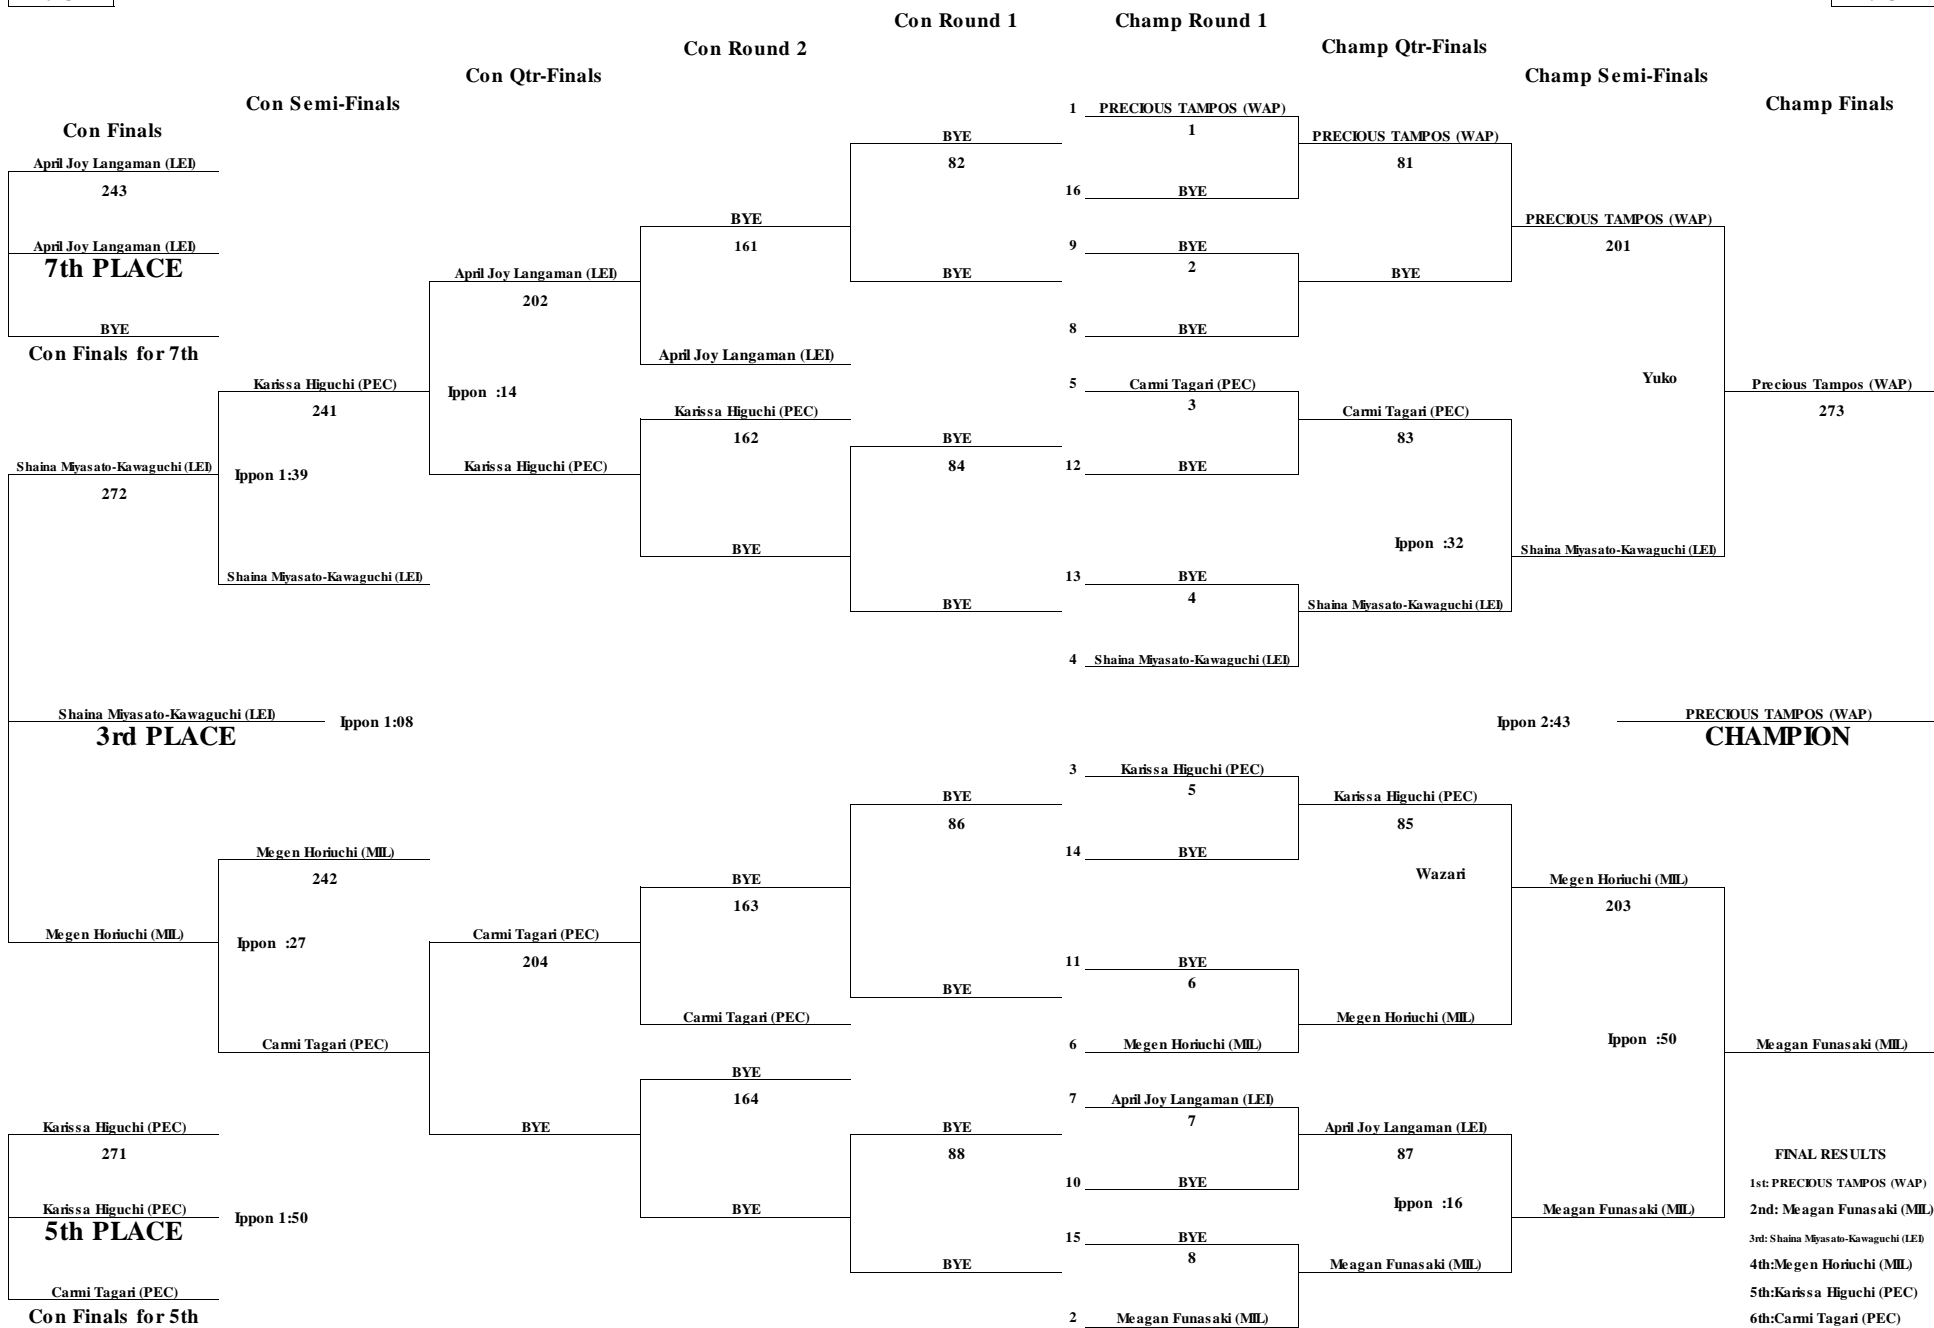 Con Round 1
Champ Round 1
Con Round 2
Champ Qtr-Finals
Con Qtr-Finals
Champ Semi-Finals
Con Semi-Finals
Champ Finals
Con Finals
1 PRECIOUS TAMPOS (WAP)
1
BYE
PRECIOUS TAMPOS (WAP)
82
81
April Joy Langaman (LEI)
243
16 BYE
BYE
PRECIOUS TAMPOS (WAP)
161
201
April Joy Langaman (LEI)
7th PLACE
9 BYE
2
April Joy Langaman (LEI)
202
BYE
BYE
BYE
Con Finals for 7th
8 BYE
April Joy Langaman (LEI)
Karissa Higuchi (PEC)
241
Ippon :14
5 Carmi Tagari (PEC)
3
Yuko
Precious Tampos (WAP)
273
Karissa Higuchi (PEC)
162
Carmi Tagari (PEC)
83
BYE
84
Shaina Miyasato-Kawaguchi (LEI)
272
Ippon 1:39
Karissa Higuchi (PEC)
12 BYE
BYE
Ippon :32
Shaina Miyasato-Kawaguchi (LEI)
Shaina Miyasato-Kawaguchi (LEI)
13 BYE
4
BYE
Shaina Miyasato-Kawaguchi (LEI)
4 Shaina Miyasato-Kawaguchi (LEI)
Shaina Miyasato-Kawaguchi (LEI)
3rd PLACE
Ippon 1:08
Ippon 2:43
PRECIOUS TAMPOS (WAP)
CHAMPION
3 Karissa Higuchi (PEC)
5
BYE
86
Karissa Higuchi (PEC)
85
Megen Horiuchi (MIL)
242
14 BYE
Wazari
BYE
163
Megen Horiuchi (MIL)
203
Megen Horiuchi (MIL)
Ippon :27
Carmi Tagari (PEC)
204
11 BYE
6
BYE
Carmi Tagari (PEC)
Megen Horiuchi (MIL)
Carmi Tagari (PEC)
6 Megen Horiuchi (MIL)
Ippon :50
Meagan Funasaki (MIL)
BYE
164
7 April Joy Langaman (LEI)
7
Karissa Higuchi (PEC)
271
BYE
BYE
88
April Joy Langaman (LEI)
87
FINAL RESULTS
10 BYE
1st: PRECIOUS TAMPOS (WAP)
Karissa Higuchi (PEC)
5th PLACE
Ippon 1:50
BYE
Ippon :16
Meagan Funasaki (MIL)
2nd: Meagan Funasaki (MIL)
15 BYE
8
3rd: Shaina Miyasato-Kawaguchi (LEI)
BYE
Meagan Funasaki (MIL)
4th:Megen Horiuchi (MIL)
Carmi Tagari (PEC)
Con Finals for 5th
5th:Karissa Higuchi (PEC)
2 Meagan Funasaki (MIL)
6th:Carmi Tagari (PEC)